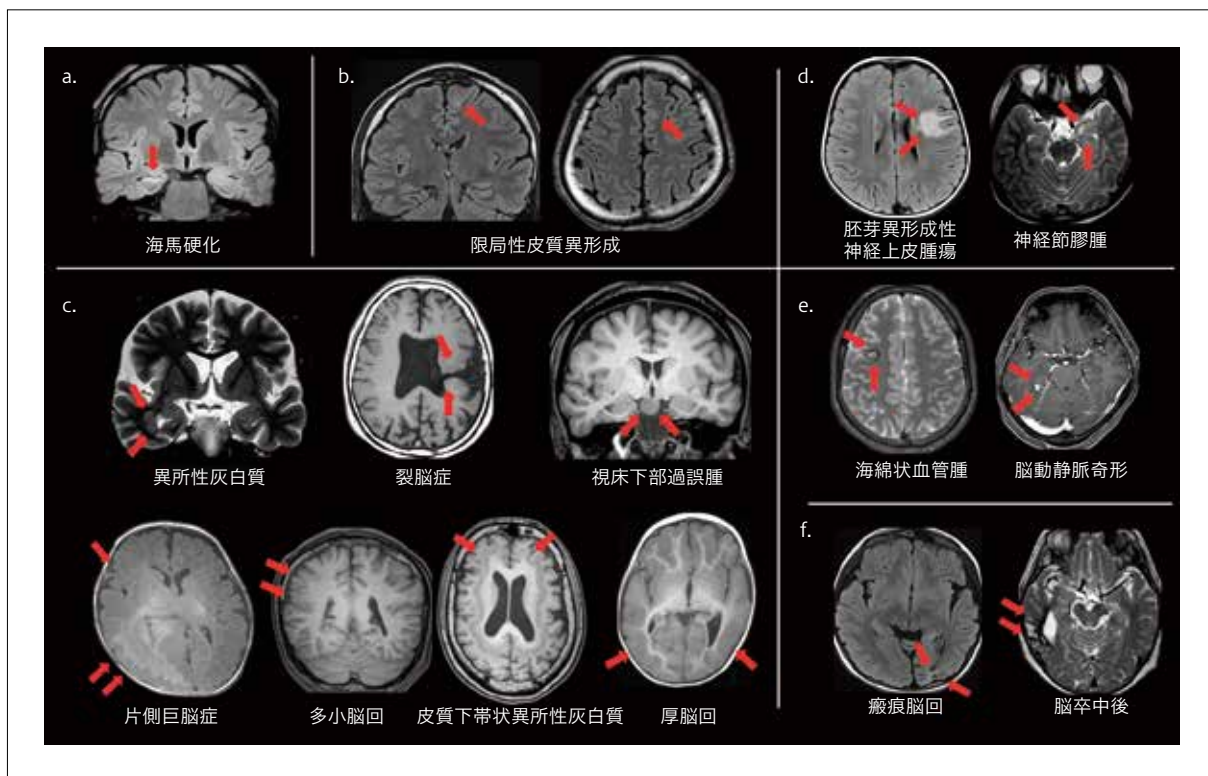 a.
海馬硬化
b.
限局性皮質異形成
d.
胚芽異形成性
神経上皮腫瘍
神経節膠腫
c.
異所性灰白質
裂脳症
視床下部過誤腫
片側巨脳症
多小脳回
皮質下帯状異所性灰白質
厚脳回
e.
海綿状血管腫
脳動静脈奇形
f.
瘢痕脳回
脳卒中後